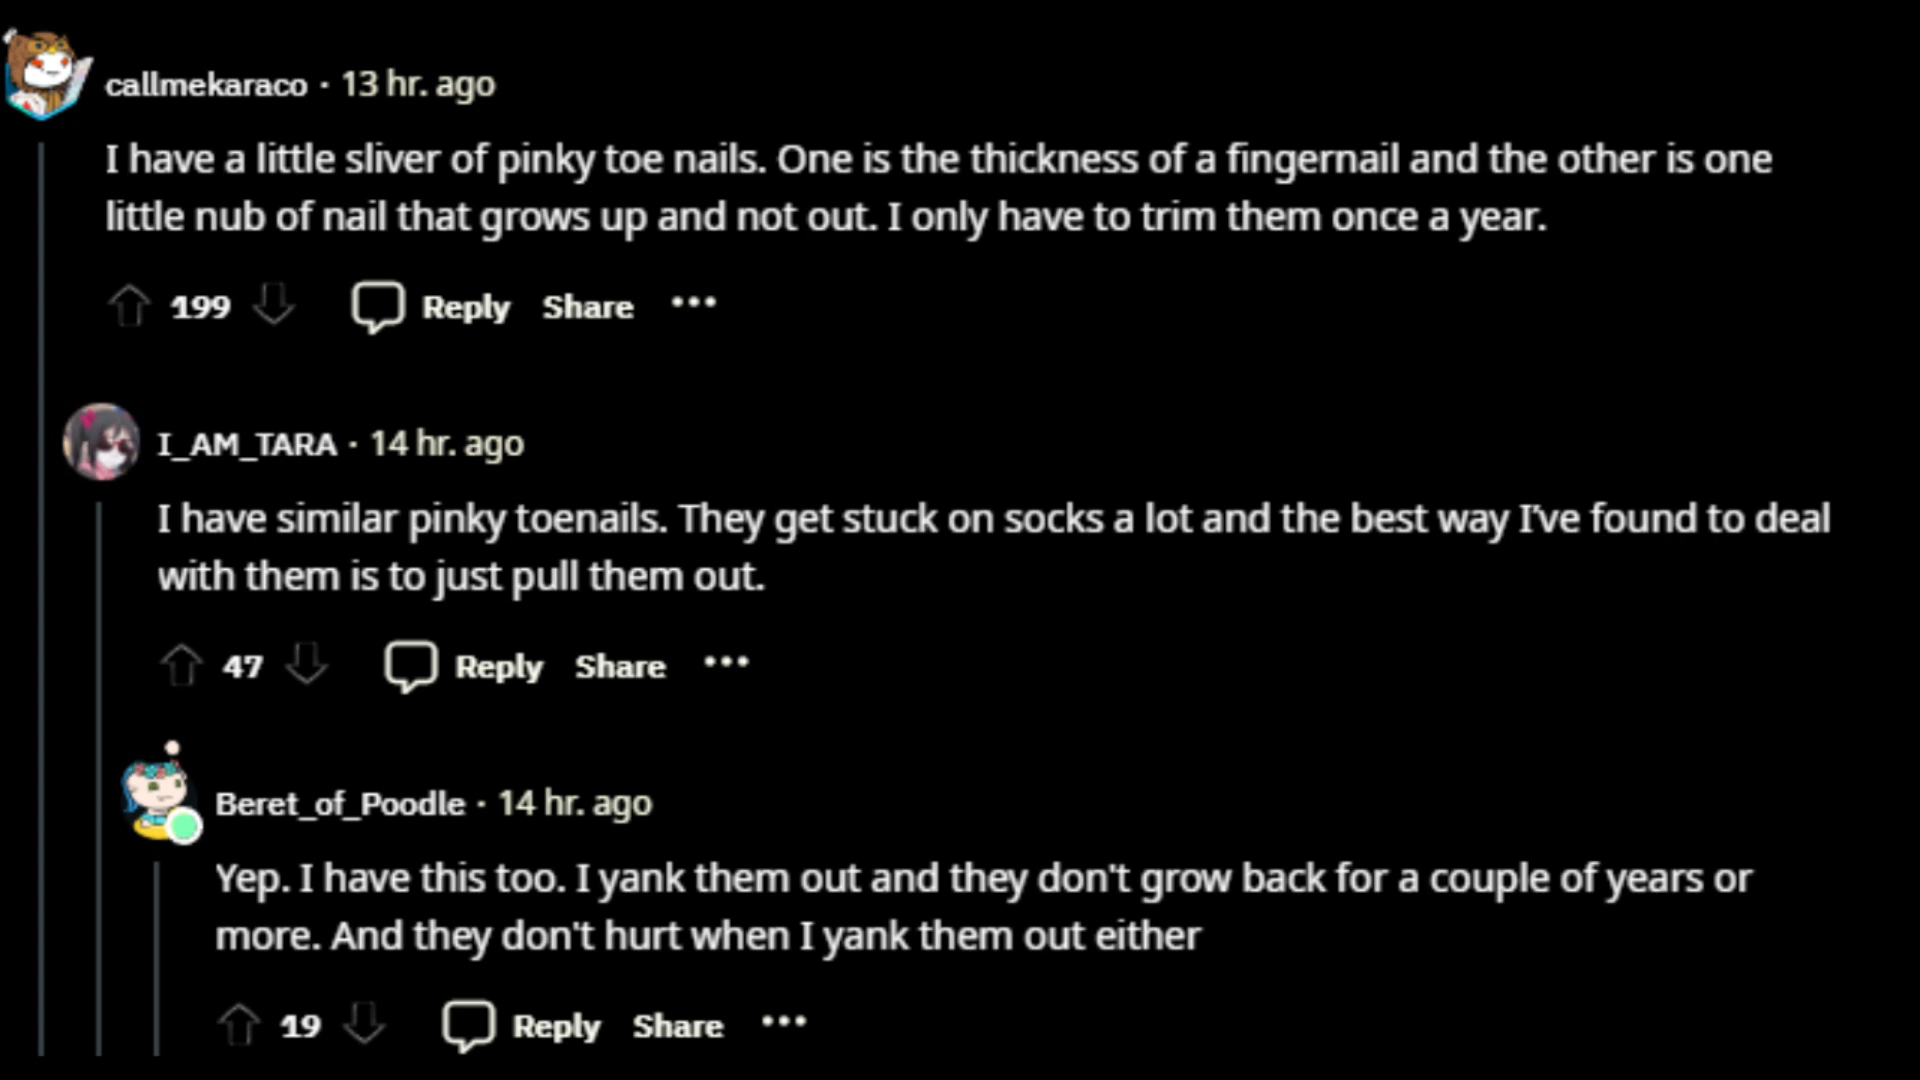 callmekaraco · 13 hr. ago
I have a little sliver of pinky toe nails. One is the thickness of a fingernail and the other is one
little nub of nail that grows up and not out. I only have to trim them once a year.
199 Reply Share •••
I_AM_TARA · 14 hr. ago
I have similar pinky toenails. They get stuck on socks a lot and the best way I’ve found to deal
with them is to just pull them out.
47 Reply Share •••
Beret_of_Poodle · 14 hr. ago
Yep. I have this too. I yank them out and they don't grow back for a couple of years or
more. And they don't hurt when I yank them out either
19 Reply Share •••